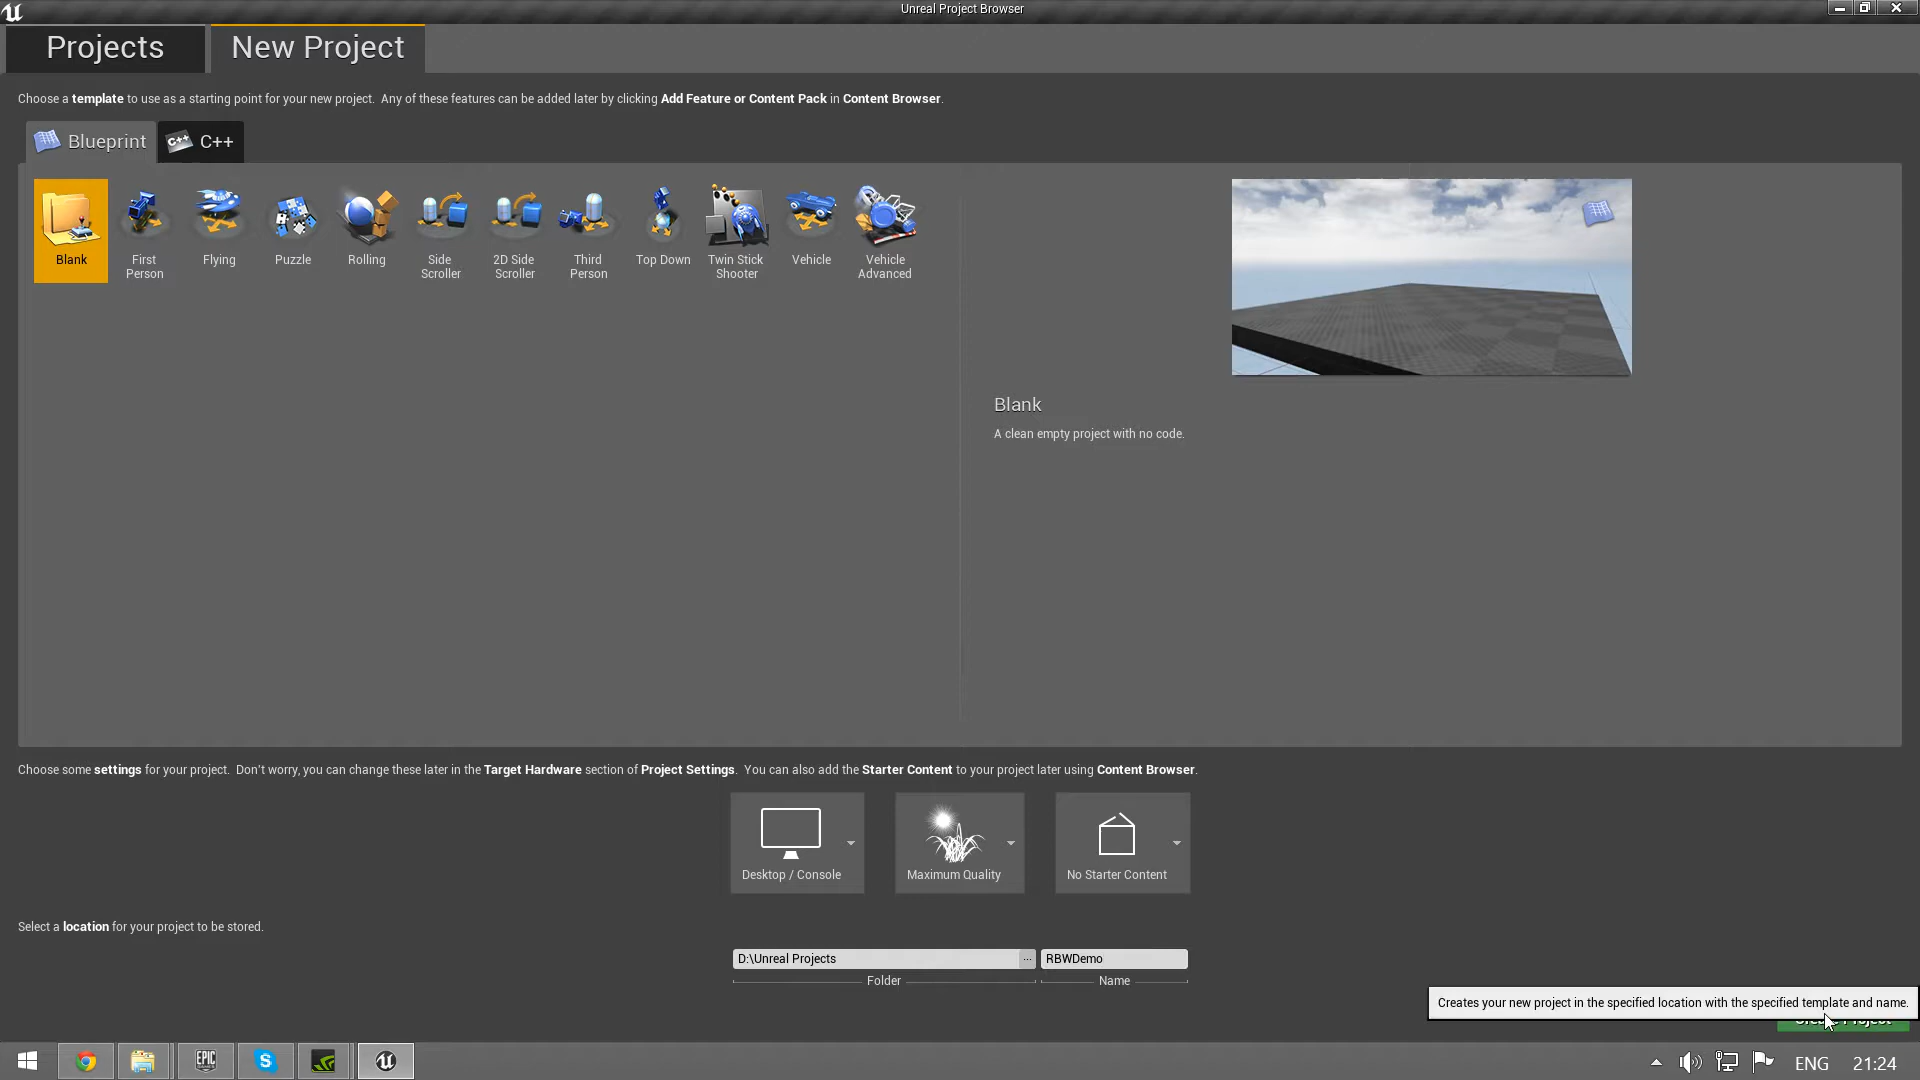 Unreal Project Browser
Projects
New Project
Choose a template to use as a starting point for your new project.  Any of these features can be added later by clicking Add Feature or Content Pack in Content Browser.
Blueprint
C++
C++
Blank
First
Person
Flying
Puzzle
Rolling
Side
Scroller
2D Side
Scroller
Third
Person
Top Down
Twin Stick
Shooter
Vehicle
Vehicle
Advanced
Blank
A clean empty project with no code.
Choose some settings for your project.  Don't worry, you can change these later in the Target Hardware section of Project Settings.  You can also add the Starter Content to your project later using Content Browser.
Desktop / Console
Maximum Quality
No Starter Content
Select a location for your project to be stored.
D:\Unreal Projects
...
RBWDemo
Folder
Name
Creates your new project in the specified location with the specified template and name.
EPIC
ENG
21:24